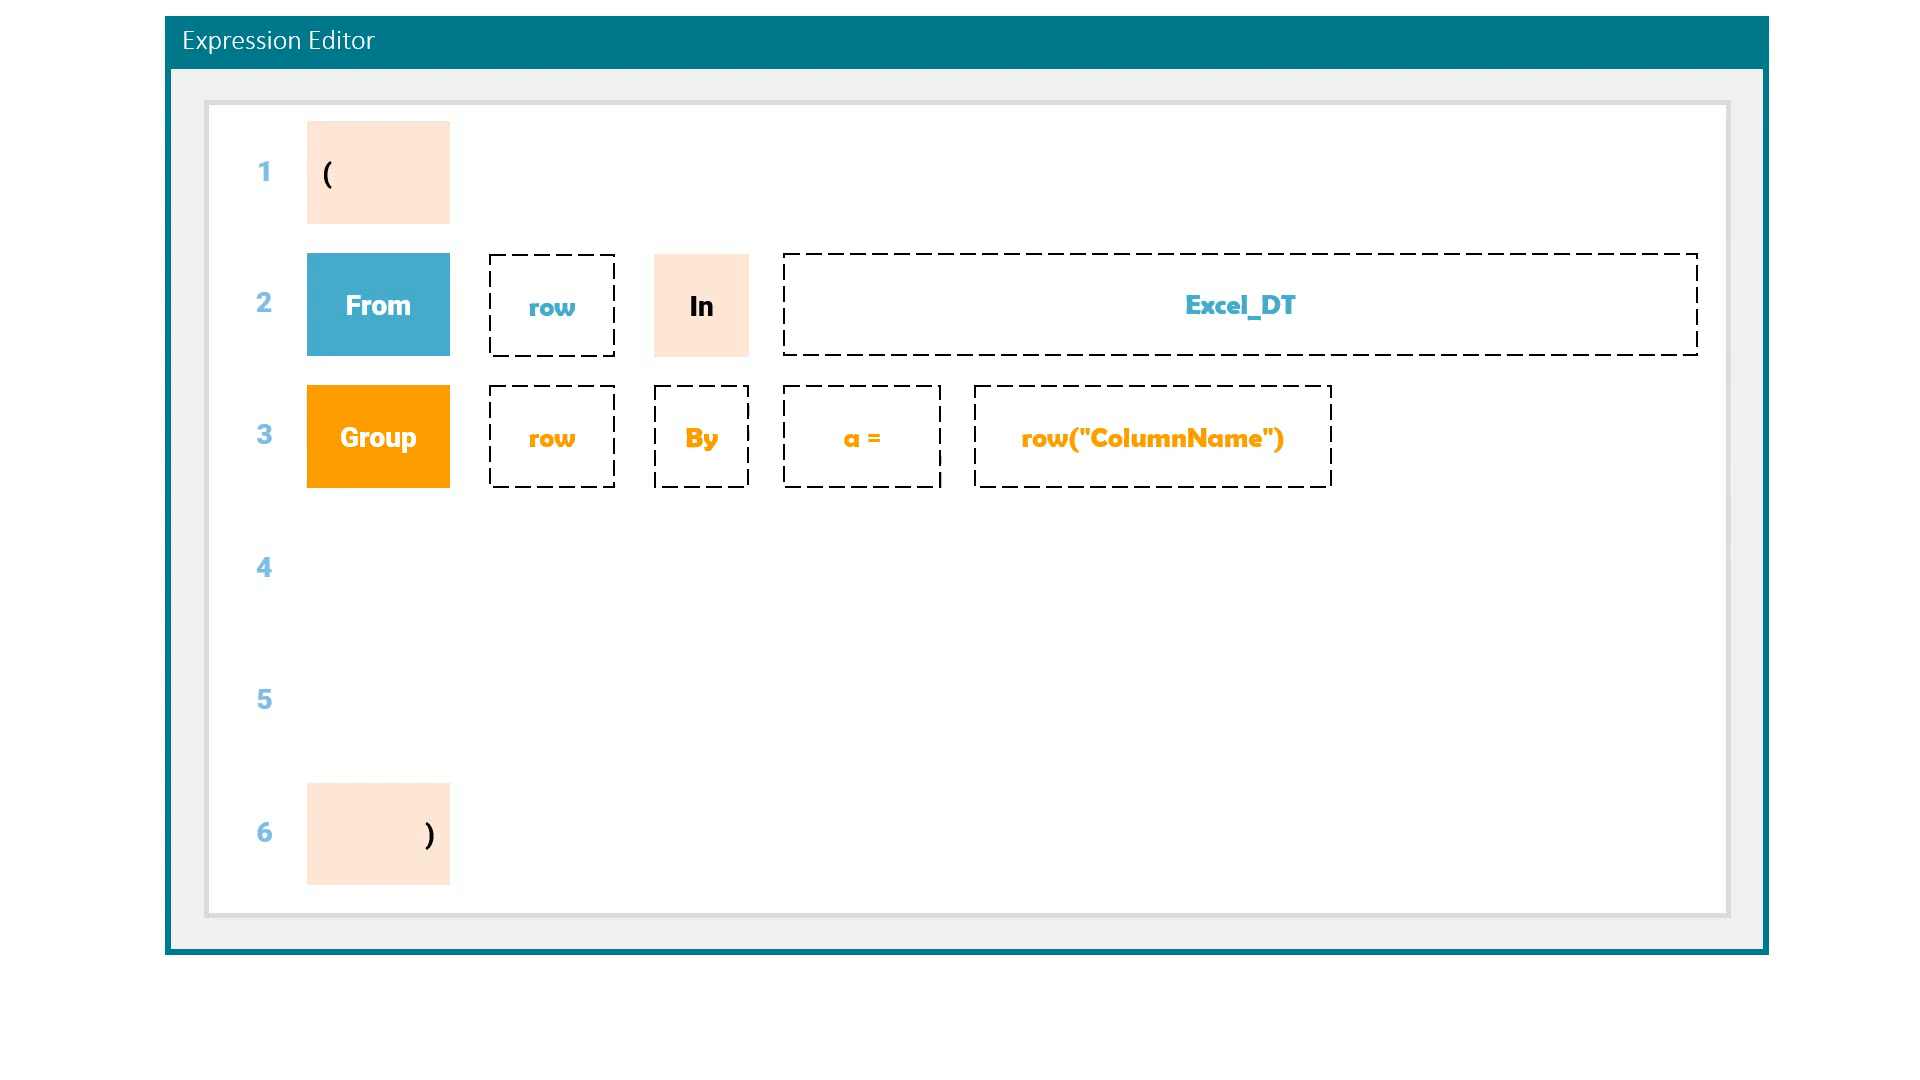 Expression Editor
1 (
2 From row In Excel_DT
3 Group row By a = row("ColumnName")
4
5
6 )